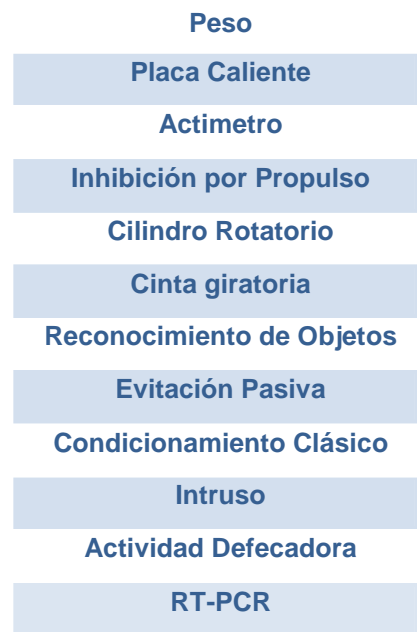 Peso
Placa Caliente
Actimetro
Inhibición por Propulso
Cilindro Rotatorio
Cinta giratoria
Reconocimiento de Objetos
Evitación Pasiva
Condicionamiento Clásico
Intruso
Actividad Defecadora
RT-PCR